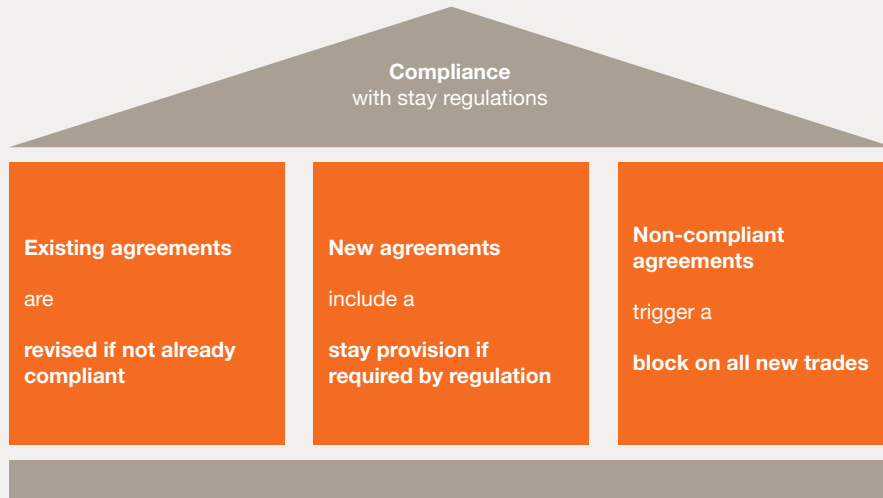 Compliance
with stay regulations
Existing agreements
are
revised if not already
compliant
New agreements
include a
stay provision if
required by regulation
Non-compliant
agreements
trigger a
block on all new trades